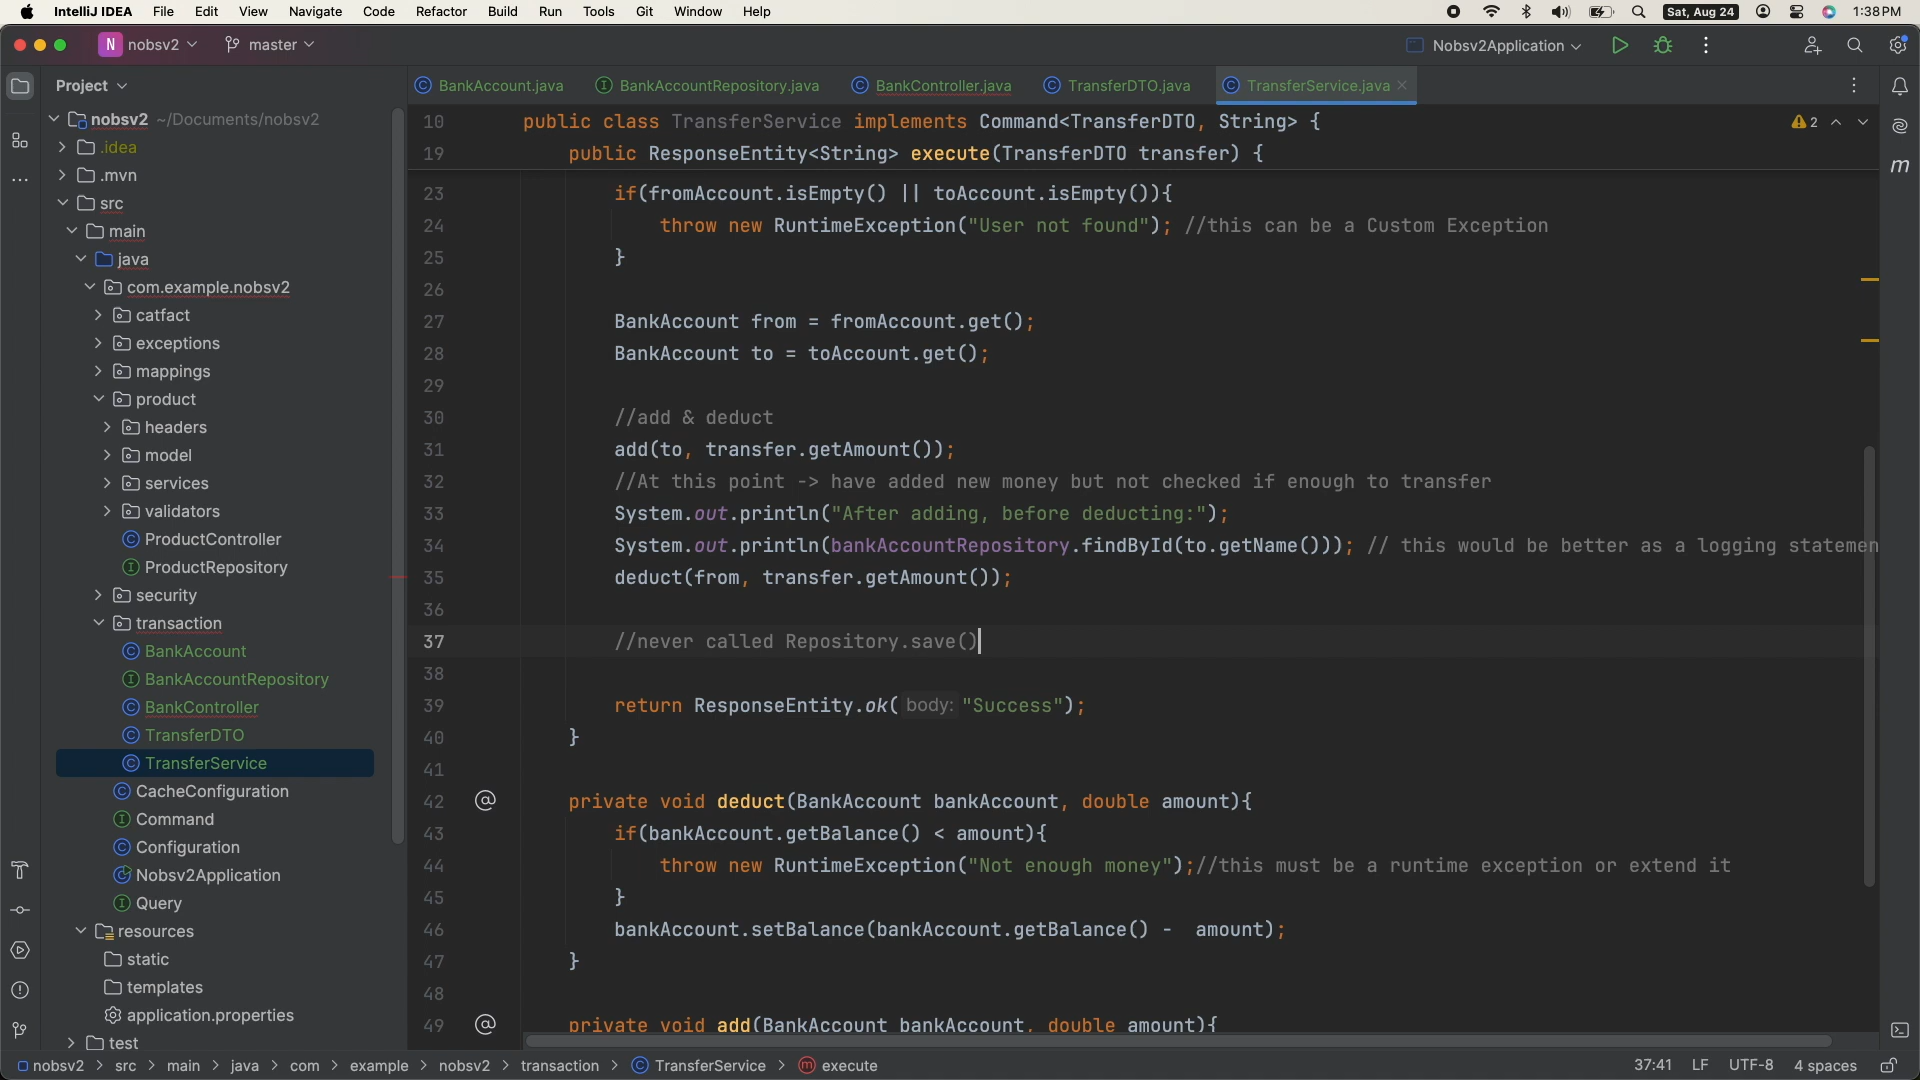 IntelliJ IDEA File Edit View Navigate Code Refactor Build Run Tools Git Window Help Sat, Aug 24 1:38 PM
N nobsv2 master Nobsv2Application
Project
BankAccount.java BankAccountRepository.java BankController.java TransferDTO.java TransferService.java
nobsv2 ~/Documents/nobsv2
.idea
.mvn
src
main
java
com.example.nobsv2
catfact
exceptions
mappings
product
headers
model
services
validators
ProductController
ProductRepository
security
transaction
BankAccount
BankAccountRepository
BankController
TransferDTO
TransferService
CacheConfiguration
Command
Configuration
Nobsv2Application
Query
resources
static
templates
application.properties
test
10 public class TransferService implements Command<TransferDTO, String> { 2
19 public ResponseEntity<String> execute(TransferDTO transfer) {
23 if(fromAccount.isEmpty() || toAccount.isEmpty()){
24 throw new RuntimeException("User not found"); //this can be a Custom Exception
25 }
26
27 BankAccount from = fromAccount.get();
28 BankAccount to = toAccount.get();
29
30 //add & deduct
31 add(to, transfer.getAmount());
32 //At this point -> have added new money but not checked if enough to transfer
33 System.out.println("After adding, before deducting:");
34 System.out.println(bankAccountRepository.findById(to.getName())); // this would be better as a logging statemen
35 deduct(from, transfer.getAmount());
36
37 //never called Repository.save()
38
39 return ResponseEntity.ok( body: "Success");
40 }
41
42 @ private void deduct(BankAccount bankAccount, double amount){
43 if(bankAccount.getBalance() < amount){
44 throw new RuntimeException("Not enough money");//this must be a runtime exception or extend it
45 }
46 bankAccount.setBalance(bankAccount.getBalance() - amount);
47 }
48
49 @ private void add(BankAccount bankAccount, double amount){
m
nobsv2 > src > main > java > com > example > nobsv2 > transaction > TransferService > execute 37:41 LF UTF-8 4 spaces